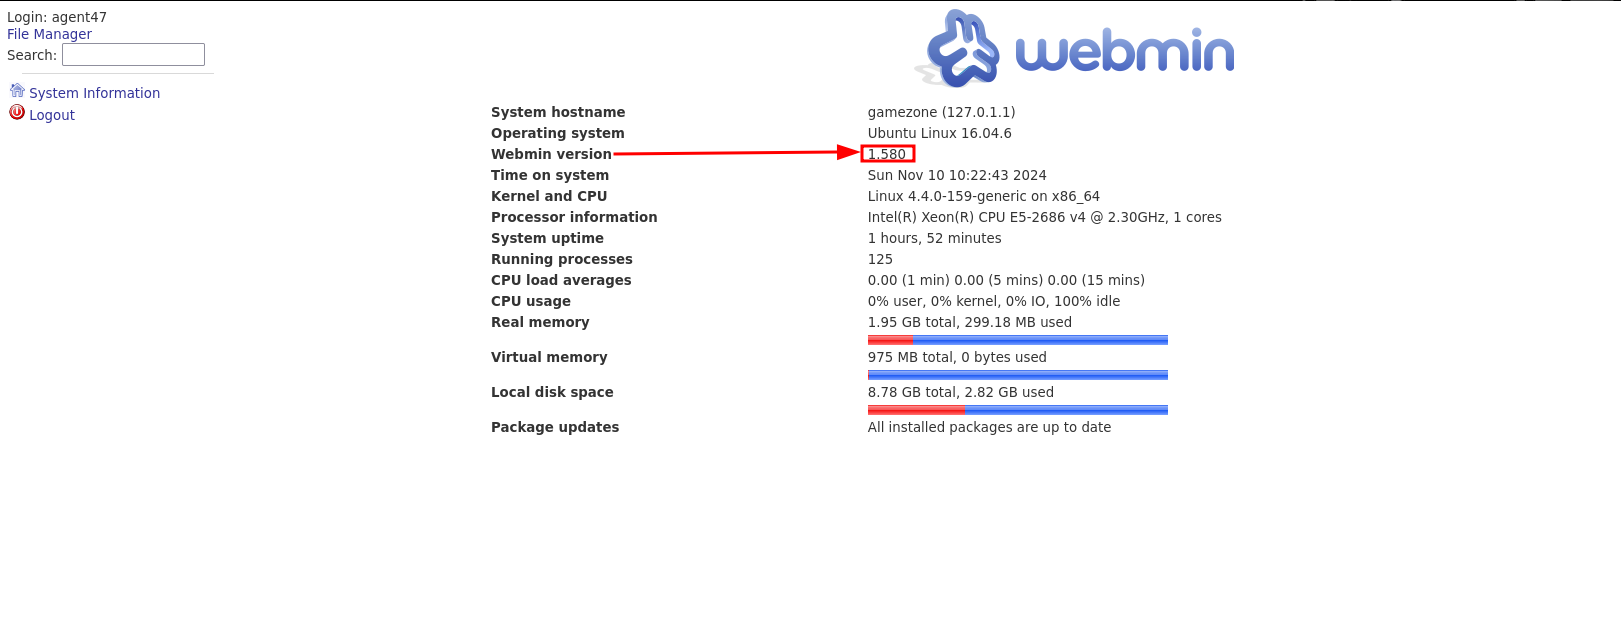 Login: agent47
File Manager
Search:
System Information
Logout
webmin
System hostname gamezone (127.0.1.1)
Operating system Ubuntu Linux 16.04.6
Webmin version 1.580
Time on system Sun Nov 10 10:22:43 2024
Kernel and CPU Linux 4.4.0-159-generic on x86_64
Processor information Intel(R) Xeon(R) CPU E5-2686 v4 @ 2.30GHz, 1 cores
System uptime 1 hours, 52 minutes
Running processes 125
CPU load averages 0.00 (1 min) 0.00 (5 mins) 0.00 (15 mins)
CPU usage 0% user, 0% kernel, 0% IO, 100% idle
Real memory 1.95 GB total, 299.18 MB used
Virtual memory 975 MB total, 0 bytes used
Local disk space 8.78 GB total, 2.82 GB used
Package updates All installed packages are up to date